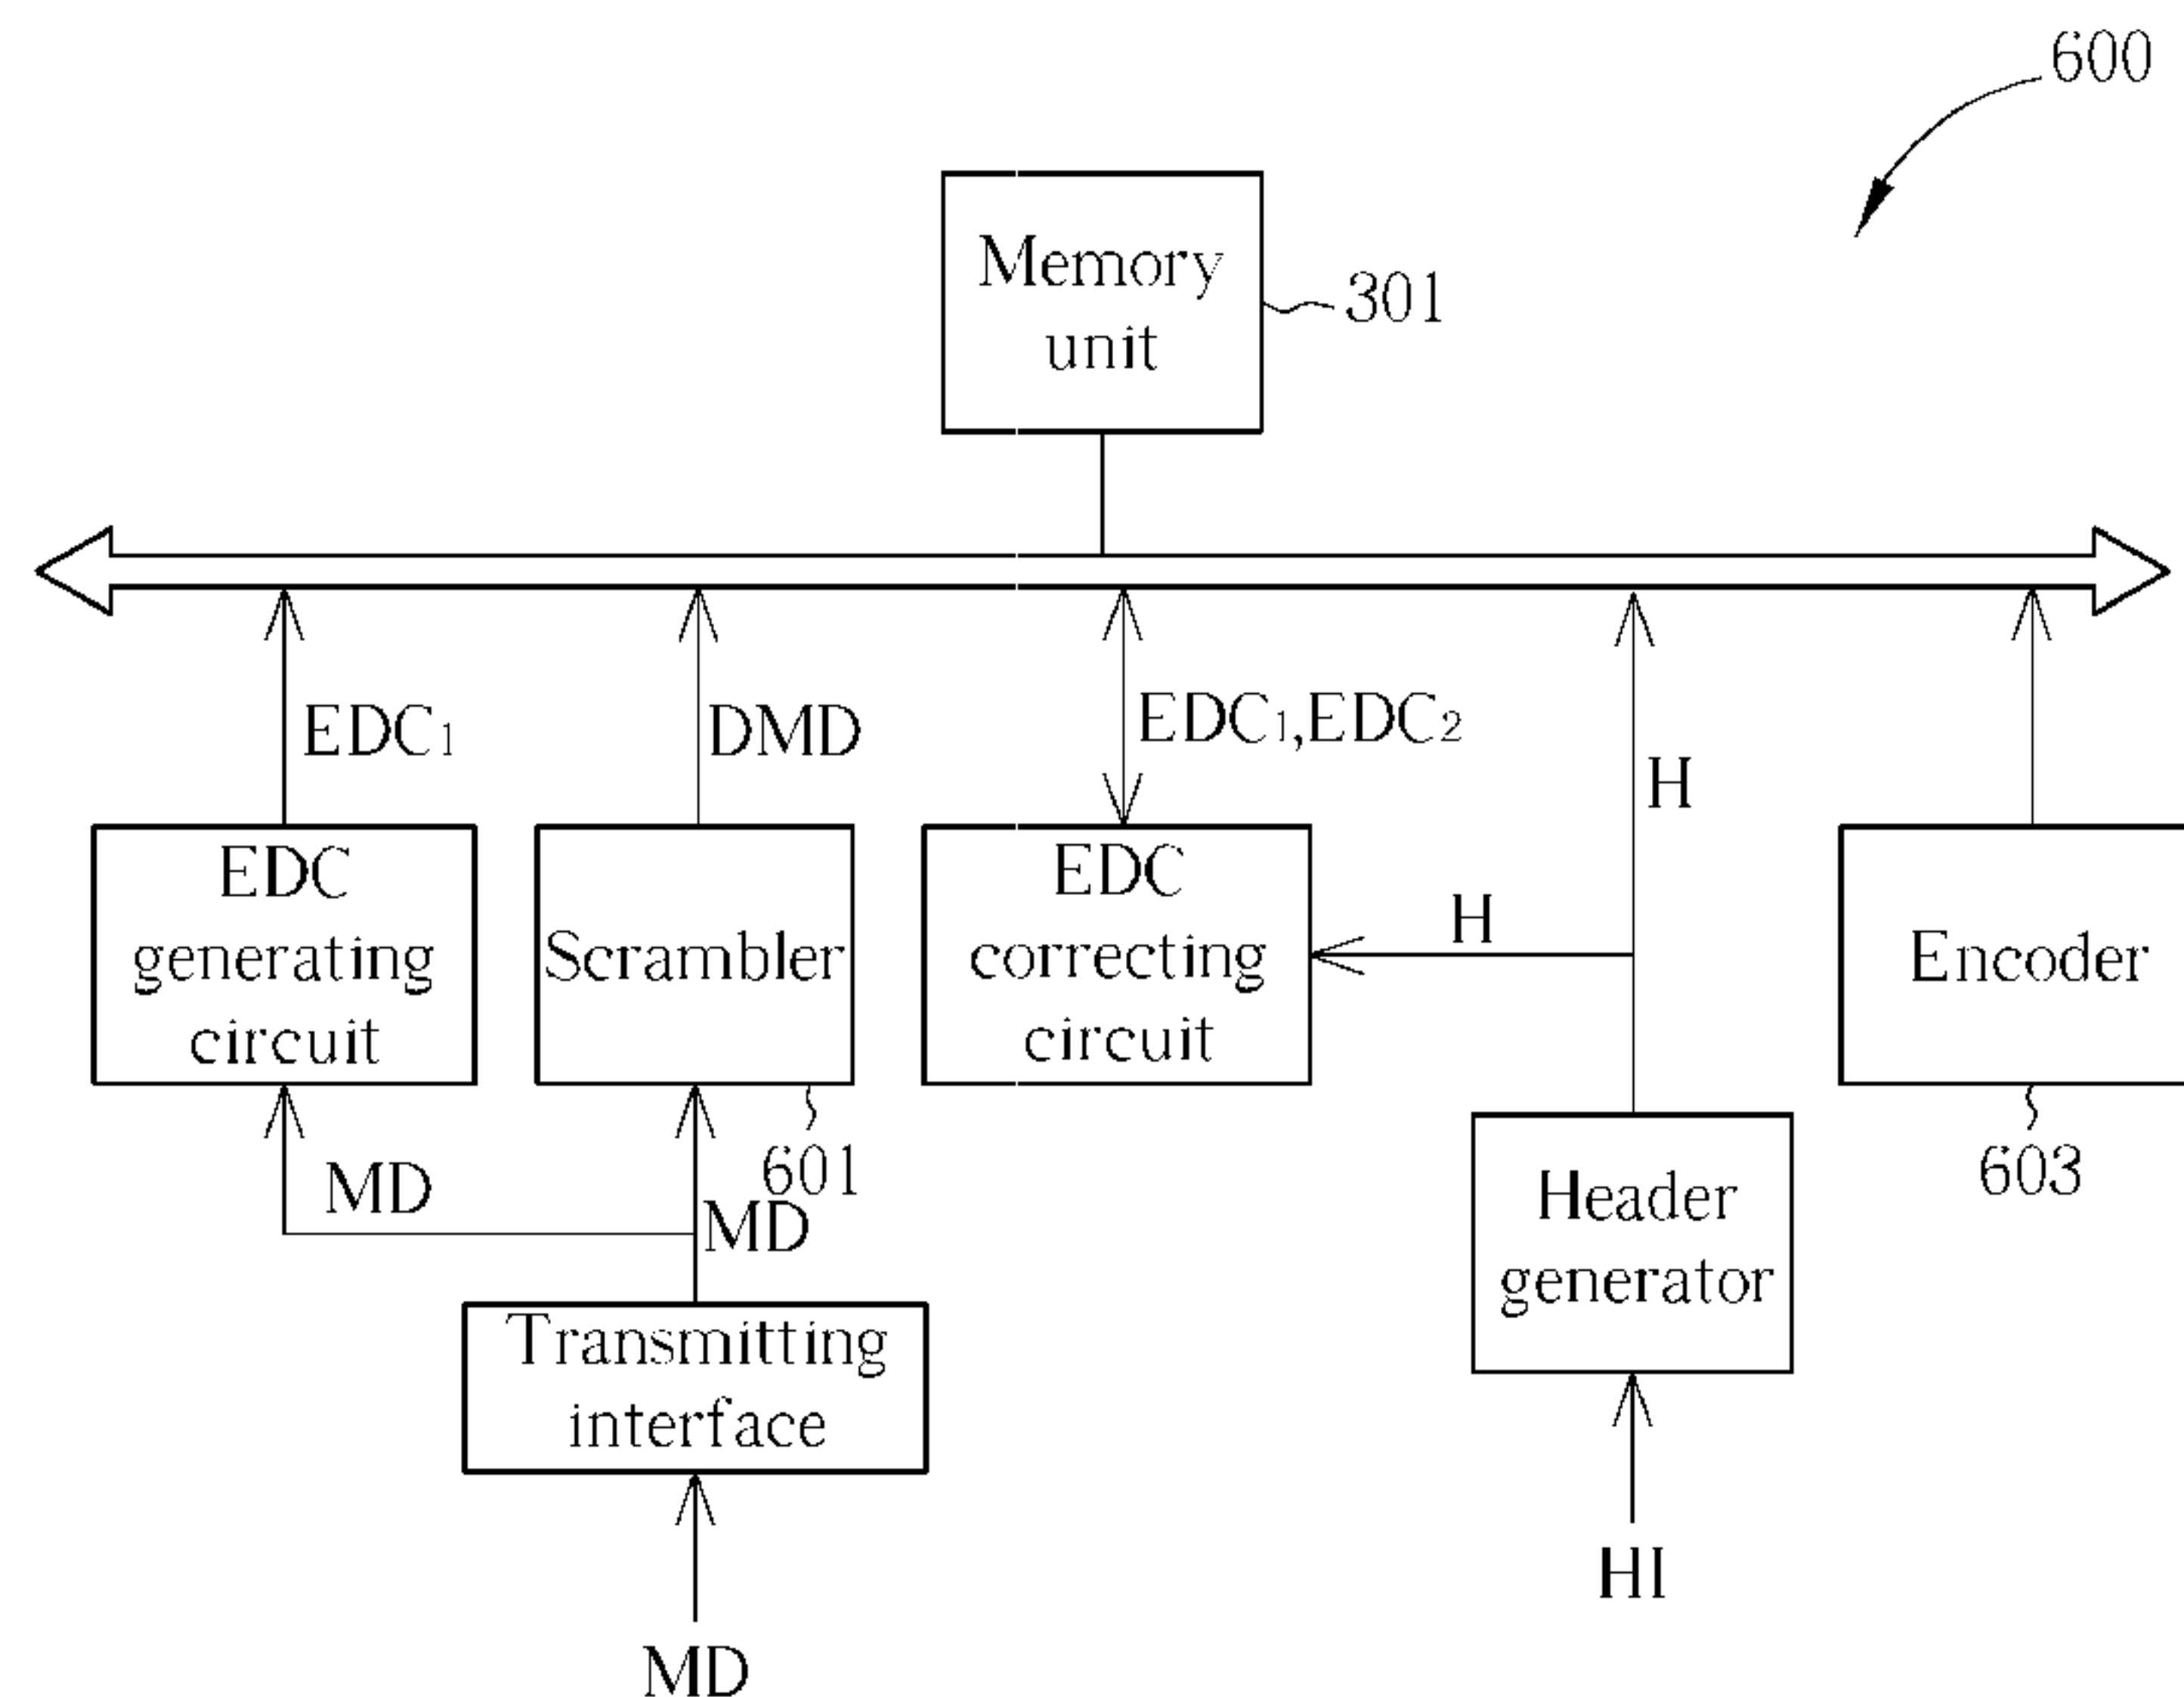 600
Memory
unit
301
EDC1
DMD
EDC1,EDC2
H
EDC
generating
circuit
Scrambler
EDC
correcting
circuit
H
Encoder
MD
601
MD
603
Header
generator
Transmitting
interface
HI
MD